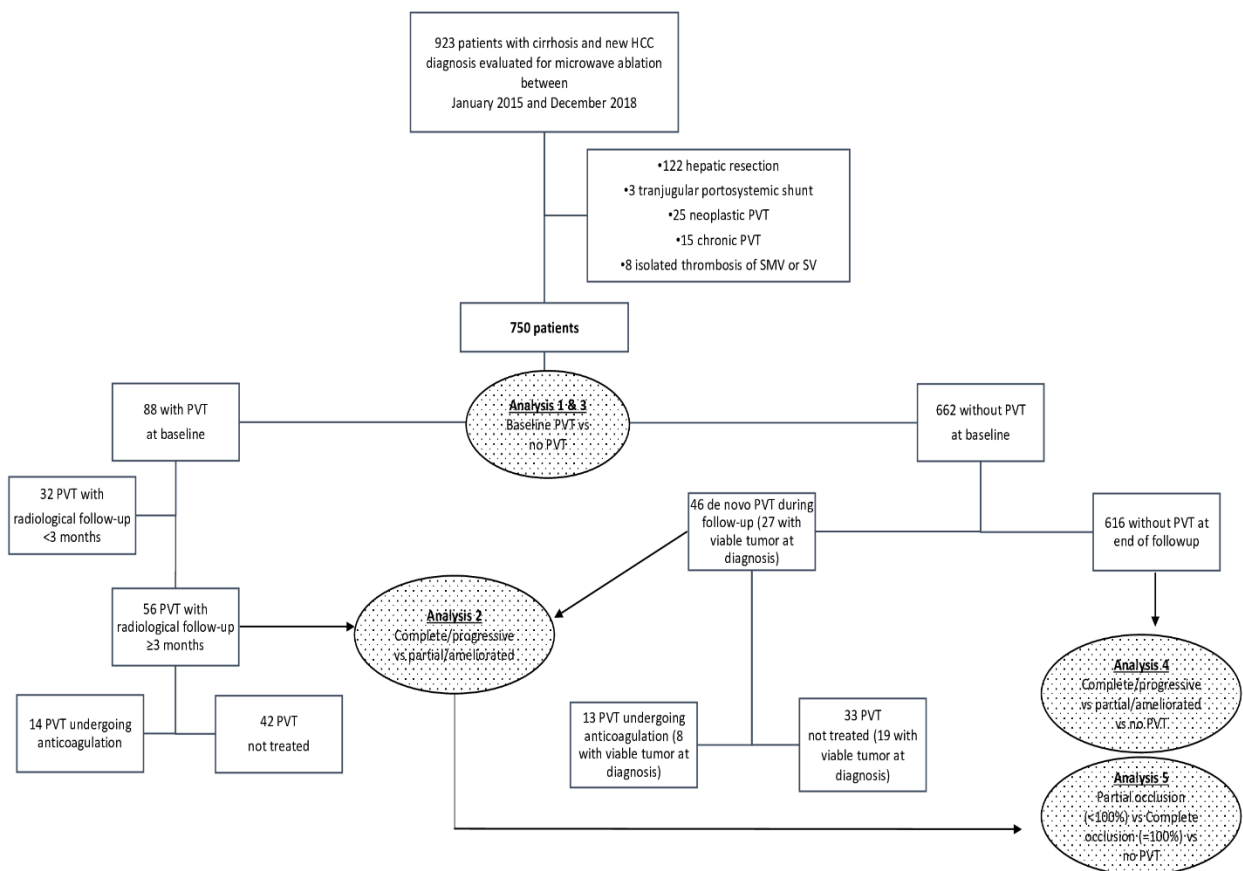 923 patients with cirrhosis and new HCC
diagnosis evaluated for microwave ablation
between
January 2015 and December 2018
•122 hepatic resection
•3 tranjugular portosystemic shunt
•25 neoplastic PVT
•15 chronic PVT
•8 isolated thrombosis of SMV or SV
750 patients
88 with PVT
at baseline
Analysis 1 & 3
Baseline PVT vs
no PVT
662 without PVT
at baseline
32 PVT with
radiological follow-up
<3 months
46 de novo PVT during
follow-up (27 with
viable tumor at
diagnosis)
616 without PVT at
end of followup
56 PVT with
radiological follow-up
≥3 months
Analysis 2
Complete/progressive
vs partial/ameliorated
Analysis 4
Complete/progressive
vs partial/ameliorated
vs no PVT
14 PVT undergoing
anticoagulation
42 PVT
not treated
13 PVT undergoing
anticoagulation (8
with viable tumor at
diagnosis)
33 PVT
not treated (19 with
viable tumor at
diagnosis)
Analysis 5
Partial occlusion
(<100%) vs Complete
occlusion (=100%) vs
no PVT